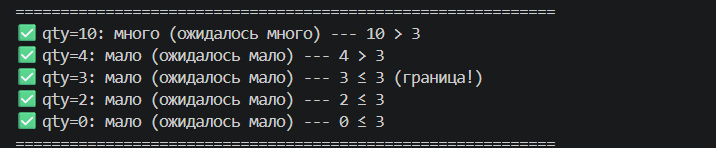 ============================================================
✅ qty=10: много (ожидалось много) --- 10 > 3
✅ qty=4: мало (ожидалось мало) --- 4 > 3
✅ qty=3: мало (ожидалось мало) --- 3 ≤ 3 (граница!)
✅ qty=2: мало (ожидалось мало) --- 2 ≤ 3
✅ qty=0: мало (ожидалось мало) --- 0 ≤ 3
============================================================